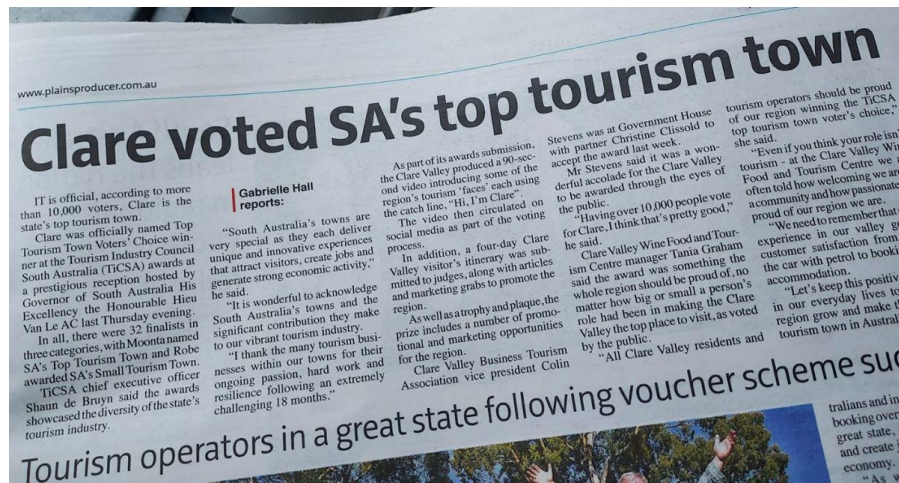 www.plainsproducer.com.au
Clare voted SA's top tourism town
IT is official, according to more
than 10,000 voters, Clare is the
state's top tourism town.
Clare was officially named Top
Tourism Town Voters' Choice win-
ner at the Tourism Industry Council
South Australia (TiCSA) awards at
a prestigious reception hosted by
Governor of South Australia His
Excellency the Honourable Hieu
Van Le AC last Thursday evening.
In all, there were 32 finalists in
three categories, with Moonta named
SA's Top Tourism Town and Robe
awarded SA's Small Tourism Town.
TiCSA chief executive officer
Shaun de Bruyn said the awards
showcased the diversity of the state's
tourism industry.
Gabrielle Hall
reports:
"South Australia's towns are
very special as they each deliver
unique and innovative experiences
that attract visitors, create jobs and
generate strong economic activity,"
he said.
"It is wonderful to acknowledge
South Australia's towns and the
significant contribution they make
to our vibrant tourism industry.
"I thank the many tourism busi-
nesses within our towns for their
ongoing passion, hard work and
resilience following an extremely
challenging 18 months."
As part of its awards submission,
the Clare Valley produced a 90-sec-
ond video introducing some of the
region's tourism 'faces' each using
the catch line, "Hi, I'm Clare".
The video then circulated on
social media as part of the voting
process.
In addition, a four-day Clare
Valley visitor's itinerary was sub-
mitted to judges, along with articles
and marketing grabs to promote the
region.
As well as a trophy and plaque, the
prize includes a number of promo-
tional and marketing opportunities
for the region.
Clare Valley Business Tourism
Association vice president Colin
Stevens was at Government House
with partner Christine Clissold to
accept the award last week.
Mr Stevens said it was a won-
derful accolade for the Clare Valley
to be awarded through the eyes of
the public.
"Having over 10,000 people vote
for Clare, I think that's pretty good,"
he said.
Clare Valley Wine Food and Tour-
ism Centre manager Tania Graham
said the award was something the
whole region should be proud of, no
matter how big or small a person's
role had been in making the Clare
Valley the top place to visit, as voted
by the public.
"All Clare Valley residents and
tourism operators should be proud
of our region winning the TiCSA
top tourism town voter's choice,"
she said.
"Even if you think your role isn'
tourism - at the Clare Valley Wi
Food and Tourism Centre we a
often told how welcoming we are
a community and how passionate
proud of our region we are.
"We need to remember that
experience in our valley g
customer satisfaction from
the car with petrol to booki
accommodation.
"Let's keep this positiv
in our everyday lives to
region grow and make t
tourism town in Austral
Tourism operators in a great state following voucher scheme suc
tralians and in
booking over
great state,
and create j
economy.
"As w